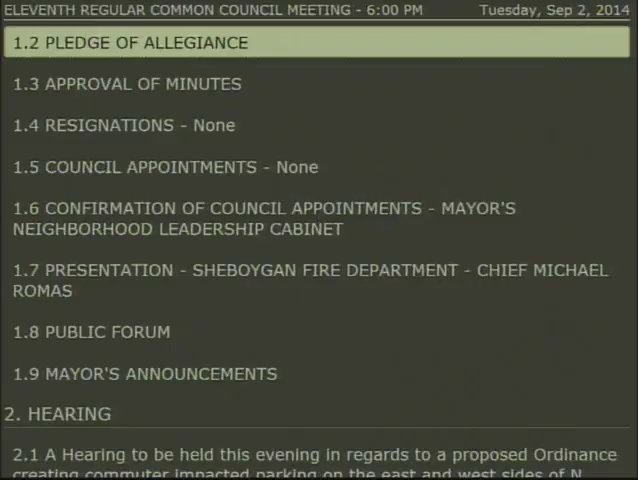 ELEVENTH REGULAR COMMON COUNCIL MEETING - 6:00 PM Tuesday, Sep 2, 2014
1.2 PLEDGE OF ALLEGIANCE
1.3 APPROVAL OF MINUTES
1.4 RESIGNATIONS - None
1.5 COUNCIL APPOINTMENTS - None
1.6 CONFIRMATION OF COUNCIL APPOINTMENTS - MAYOR'S
NEIGHBORHOOD LEADERSHIP CABINET
1.7 PRESENTATION - SHEBOYGAN FIRE DEPARTMENT - CHIEF MICHAEL
ROMAS
1.8 PUBLIC FORUM
1.9 MAYOR'S ANNOUNCEMENTS
2. HEARING
2.1 A Hearing to be held this evening in regards to a proposed Ordinance
creating commuter impacted parking on the east and west sides of N